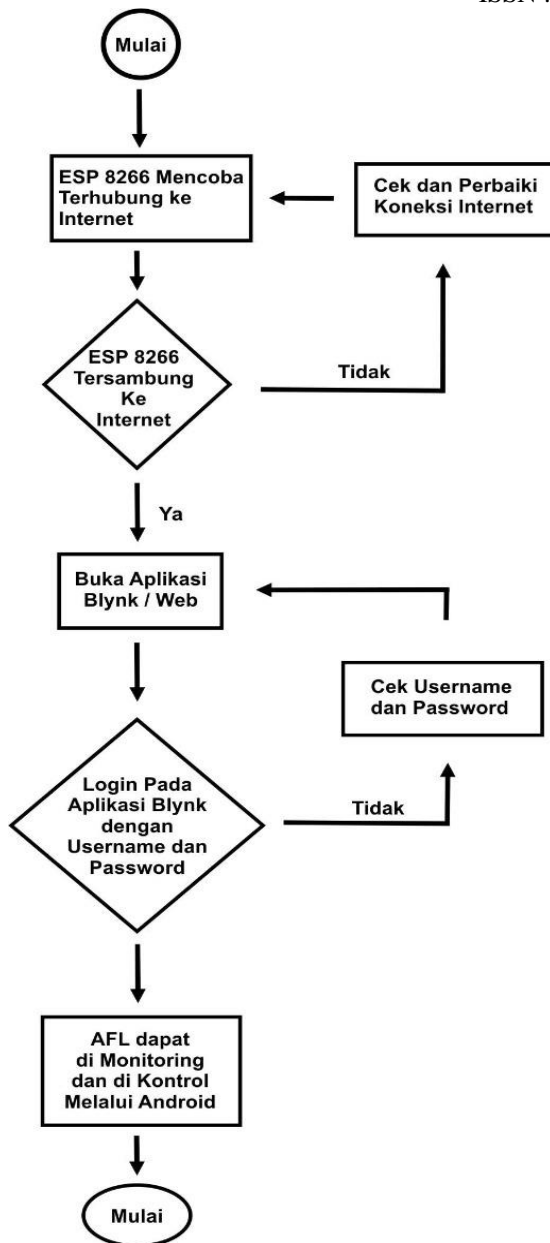 ISSN :
Mulai
ESP 8266 Mencoba
Terhubung ke
Internet
Cek dan Perbaiki
Koneksi Internet
ESP 8266
Tersambung
Ke
Internet
Tidak
Ya
Buka Aplikasi
Blynk / Web
Cek Username
dan Password
Login Pada
Aplikasi Blynk
dengan
Username dan
Password
Tidak
AFL dapat
di Monitoring
dan di Kontrol
Melalui Android
Mulai